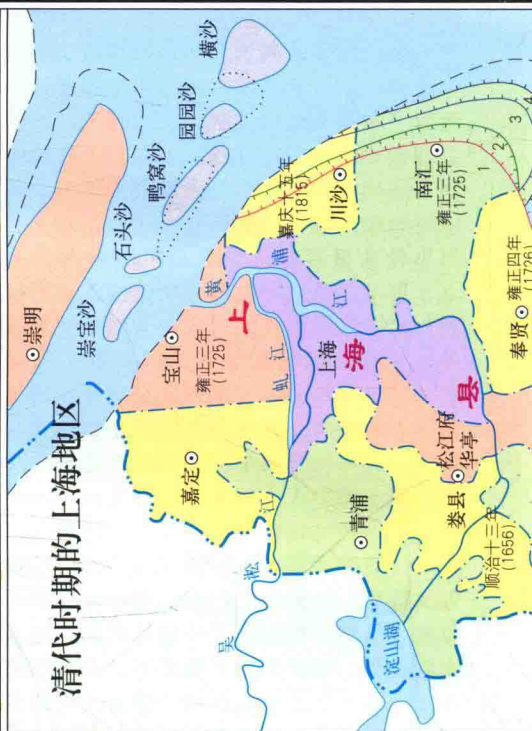 清代时期的上海地区
崇明
崇宝沙
石头沙
鸭窝沙
园园沙
横沙
宝山
雍正三年
(1725)
嘉定
黄浦江
虬江
吴淞江
上海
上海县
嘉庆十五年
(1815)
川沙
南汇
雍正三年
(1725)
1
2
3
青浦
松江府
华亭
娄县
顺治十三年
(1656)
奉贤
雍正四年
(1726)
淀山湖